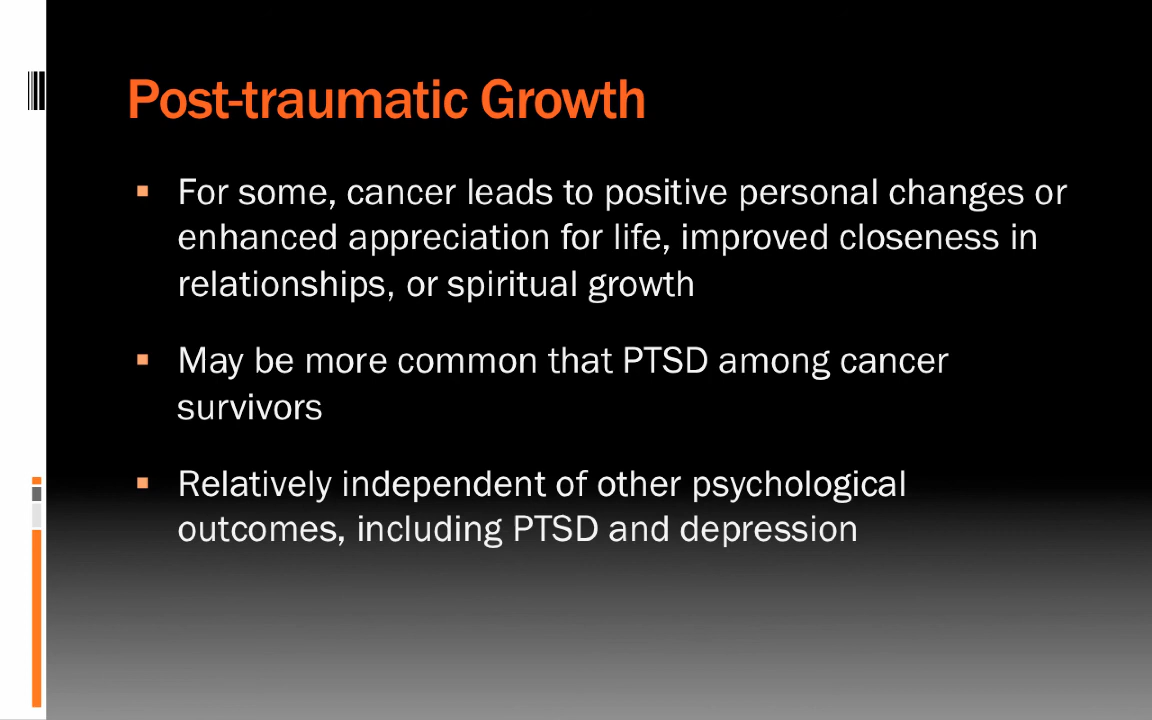 Post-traumatic Growth
For some, cancer leads to positive personal changes or
enhanced appreciation for life, improved closeness in
relationships, or spiritual growth
May be more common that PTSD among cancer
survivors
Relatively independent of other psychological
outcomes, including PTSD and depression